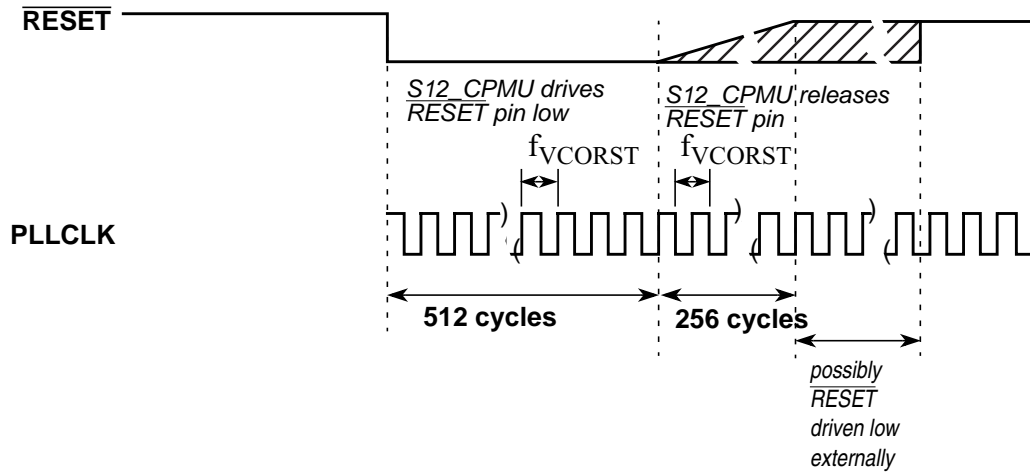 RESET
S12_CPMU drives
RESET pin low
S12_CPMU releases
RESET pin
fVCORST
fVCORST
PLLCLK
512 cycles
256 cycles
possibly
RESET
driven low
externally